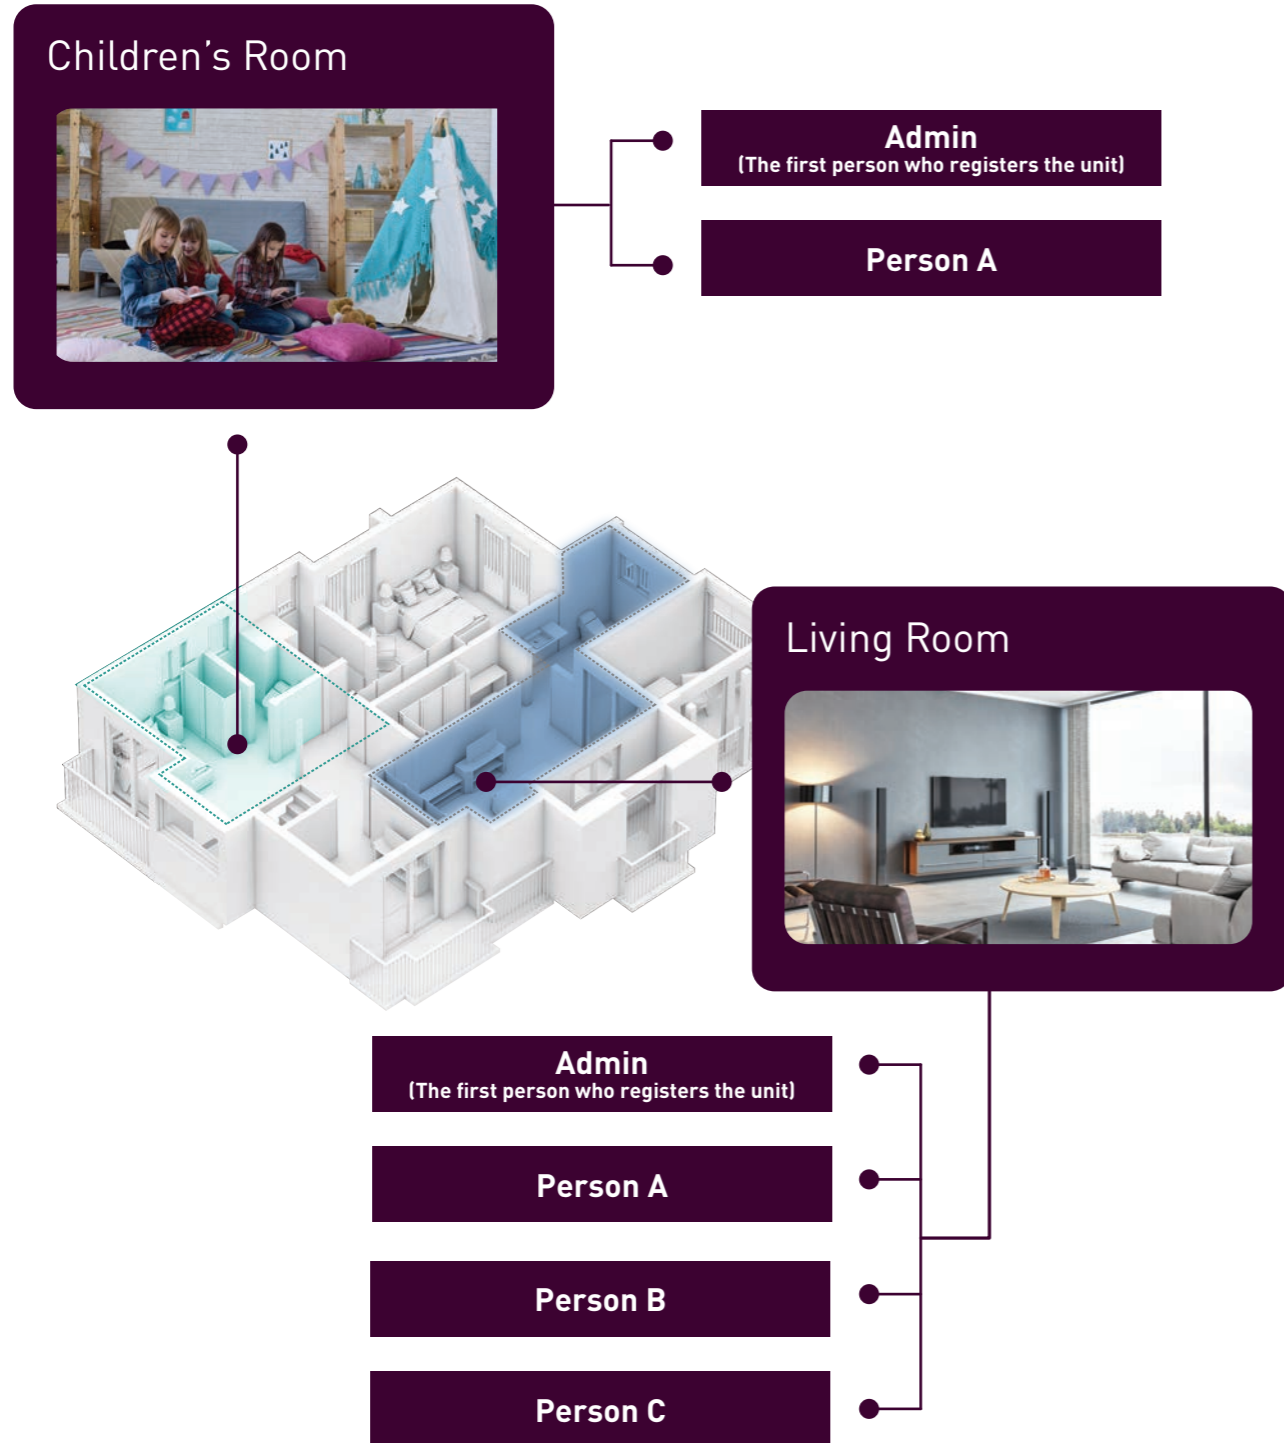 Children's Room
Admin
(The first person who registers the unit)
Person A
Living Room
Admin
(The first person who registers the unit)
Person A
Person B
Person C